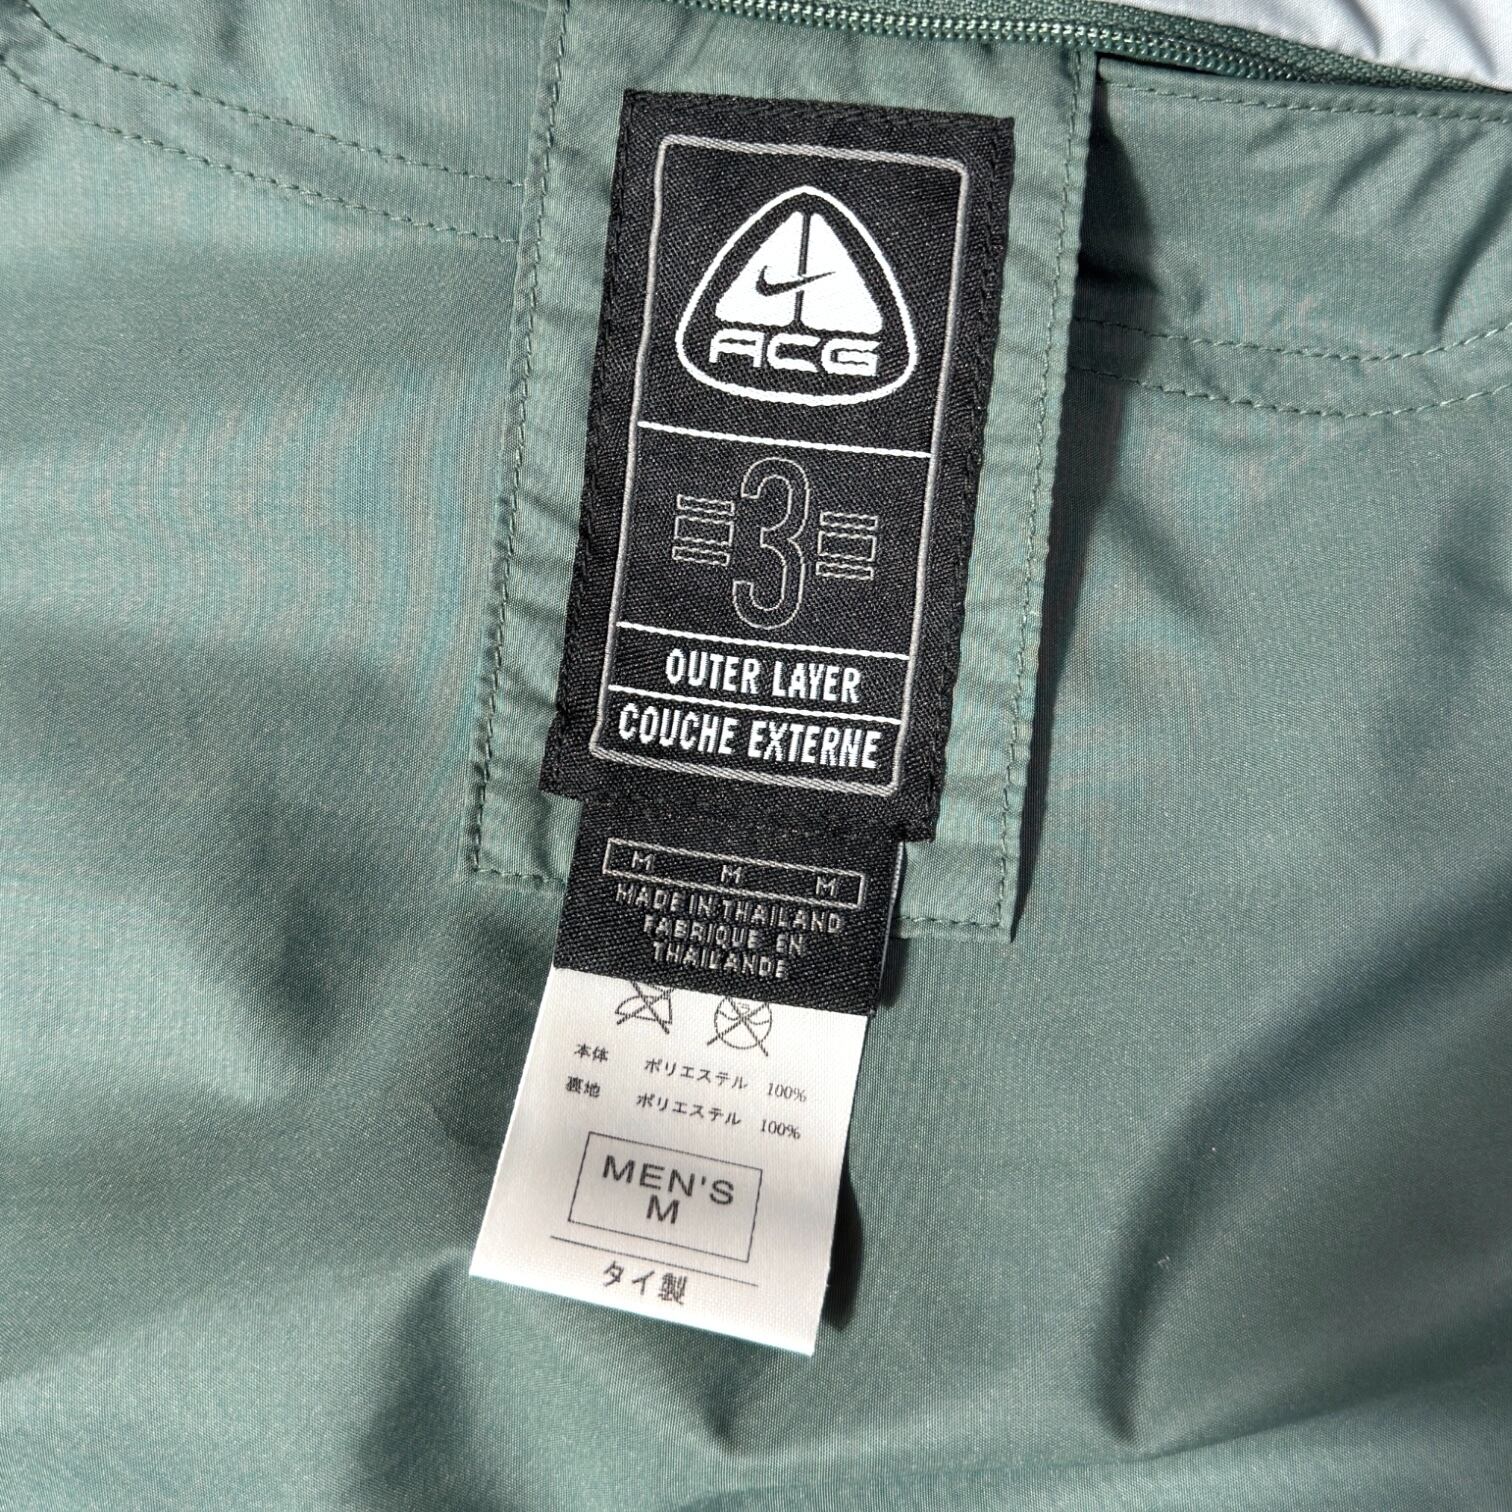 ACG
3
OUTER LAYER
COUCHE EXTERNE
M M M
MADE IN THAILAND
FABRIQUE EN
THAILANDE
本体 ポリエステル 100%
裏地 ポリエステル 100%
MEN'S
M
タイ製